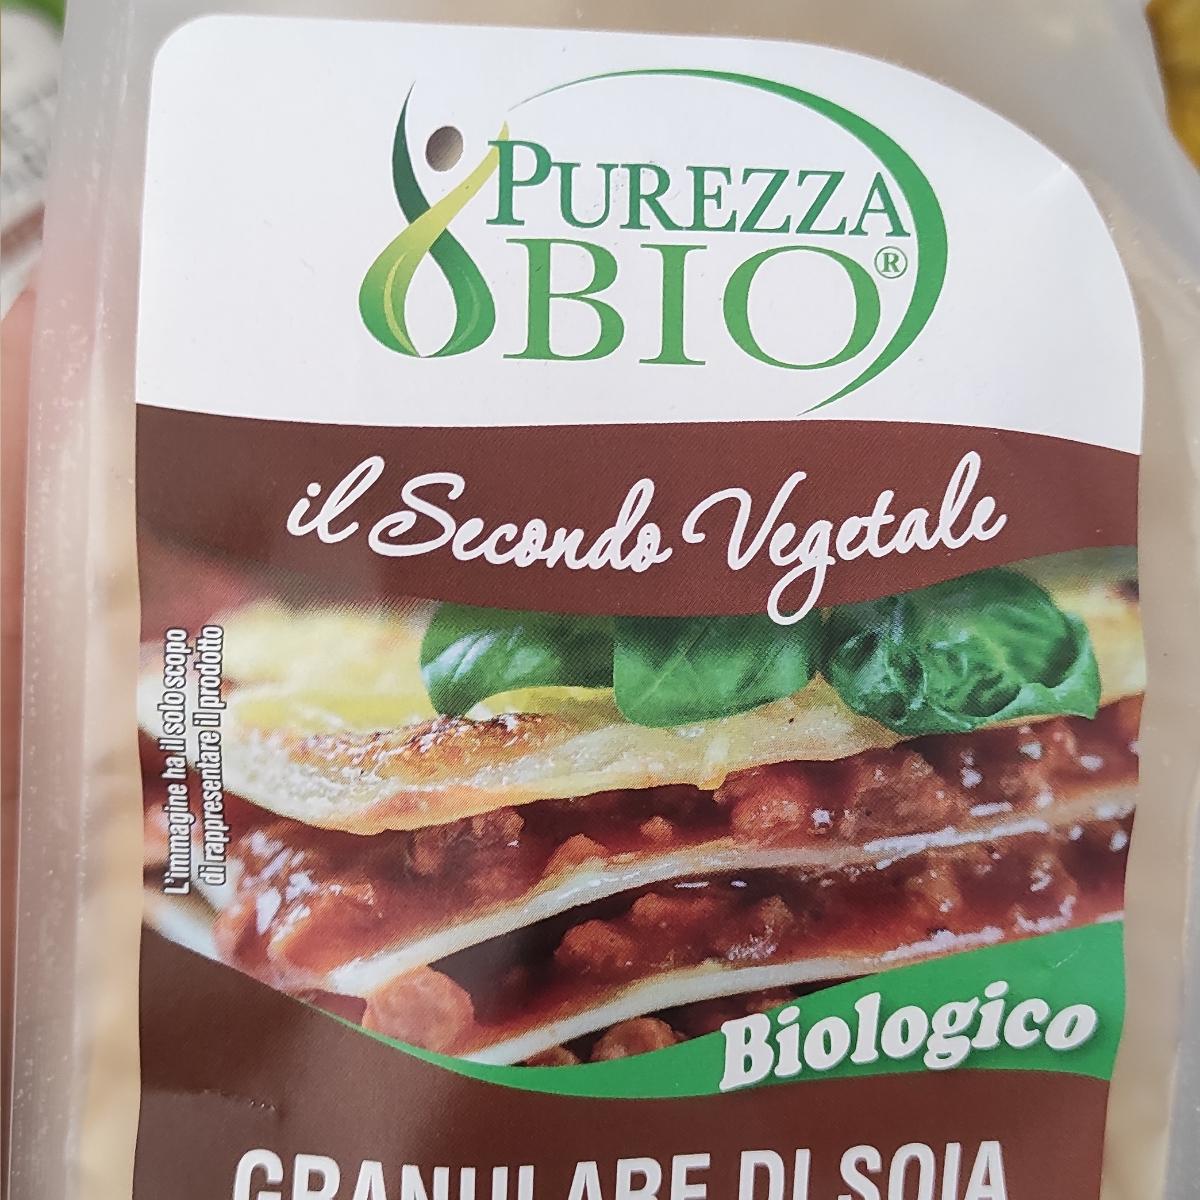 PUREZZA
BIO®
il Secondo Vegetale
L'immagine ha il solo scopo
di rappresentare il prodotto
Biologico
GRANULARE DI SOIA